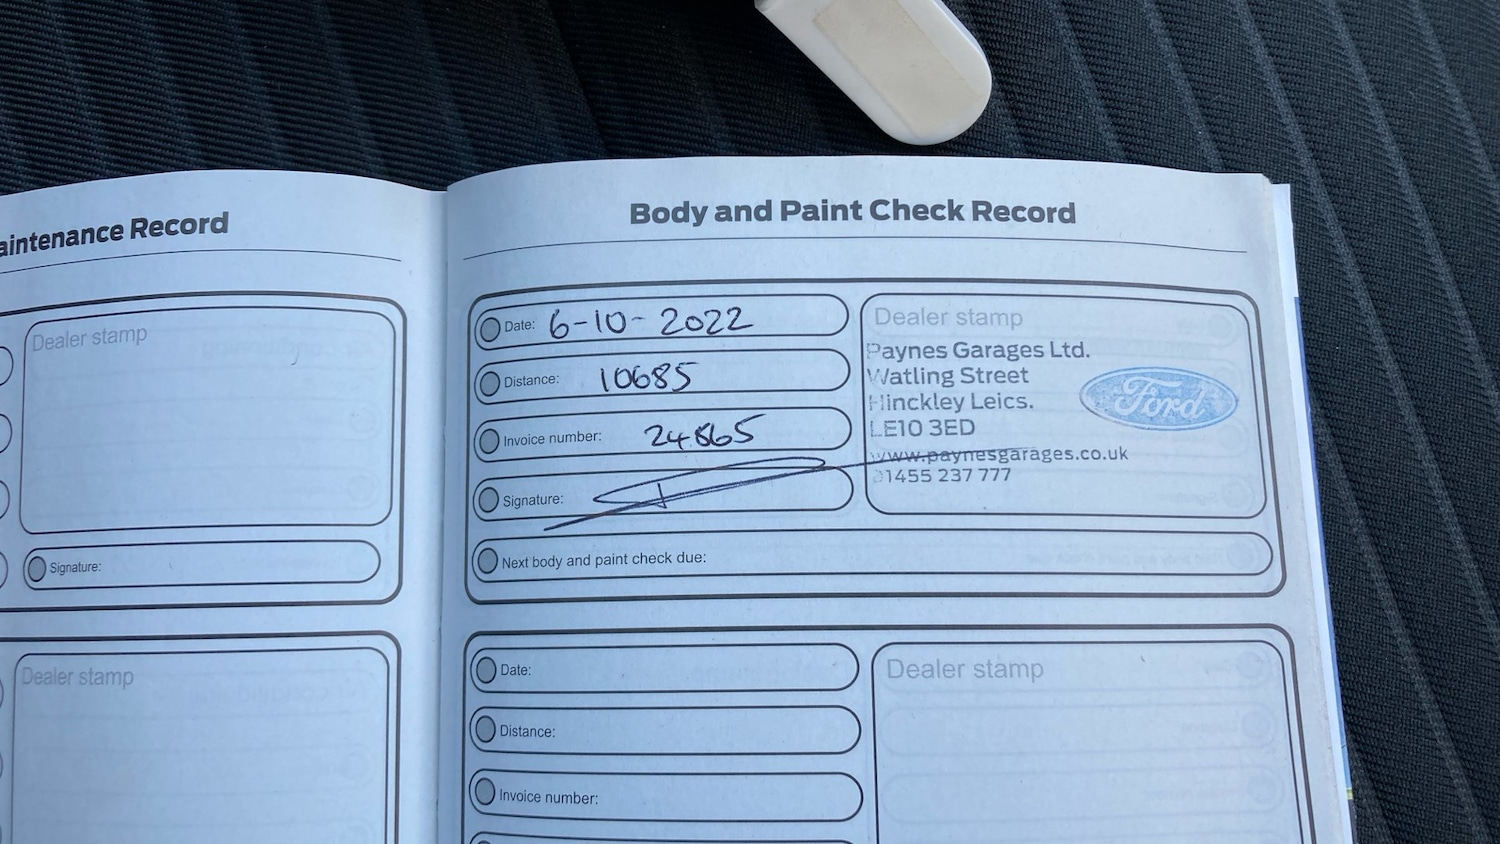 aintenance Record
Dealer stamp
Signature:
Dealer stamp
Body and Paint Check Record
Date: 6-10-2022
Distance: 10685
Invoice number: 24865
Signature:
Dealer stamp
Paynes Garages Ltd.
Watling Street
Hinckley Leics.
LE10 3ED
www.paynesgarages.co.uk
01455 237 777
Ford
Next body and paint check due:
Date:
Distance:
Invoice number:
Dealer stamp